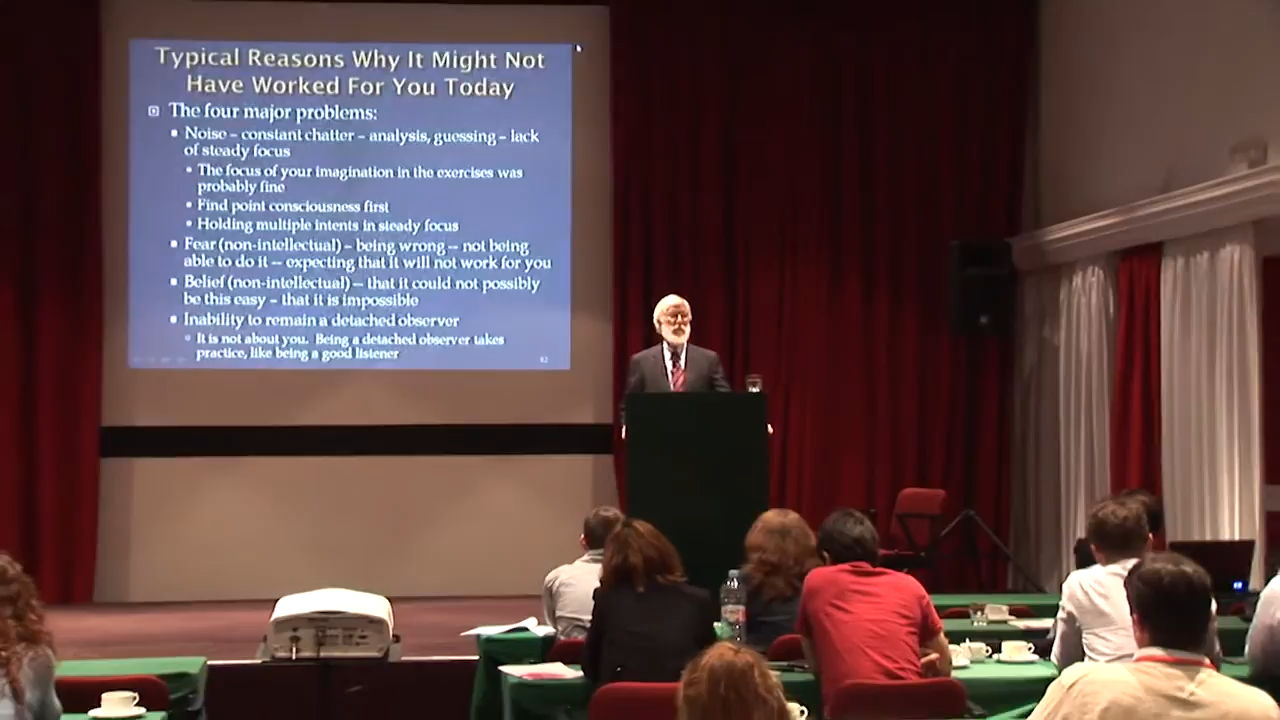 Typical Reasons Why It Might Not
Have Worked For You Today
The four major problems:
Noise – constant chatter – analysis, guessing – lack
of steady focus
The focus of your imagination in the exercises was
probably fine
Find point consciousness first
Holding multiple intents in steady focus
Fear (non-intellectual) – being wrong – not being
able to do it – expecting that it will not work for you
Belief (non-intellectual) – that it could not possibly
be this easy – that it is impossible
Inability to remain a detached observer
It is not about you. Being a detached observer takes
practice, like being a good listener